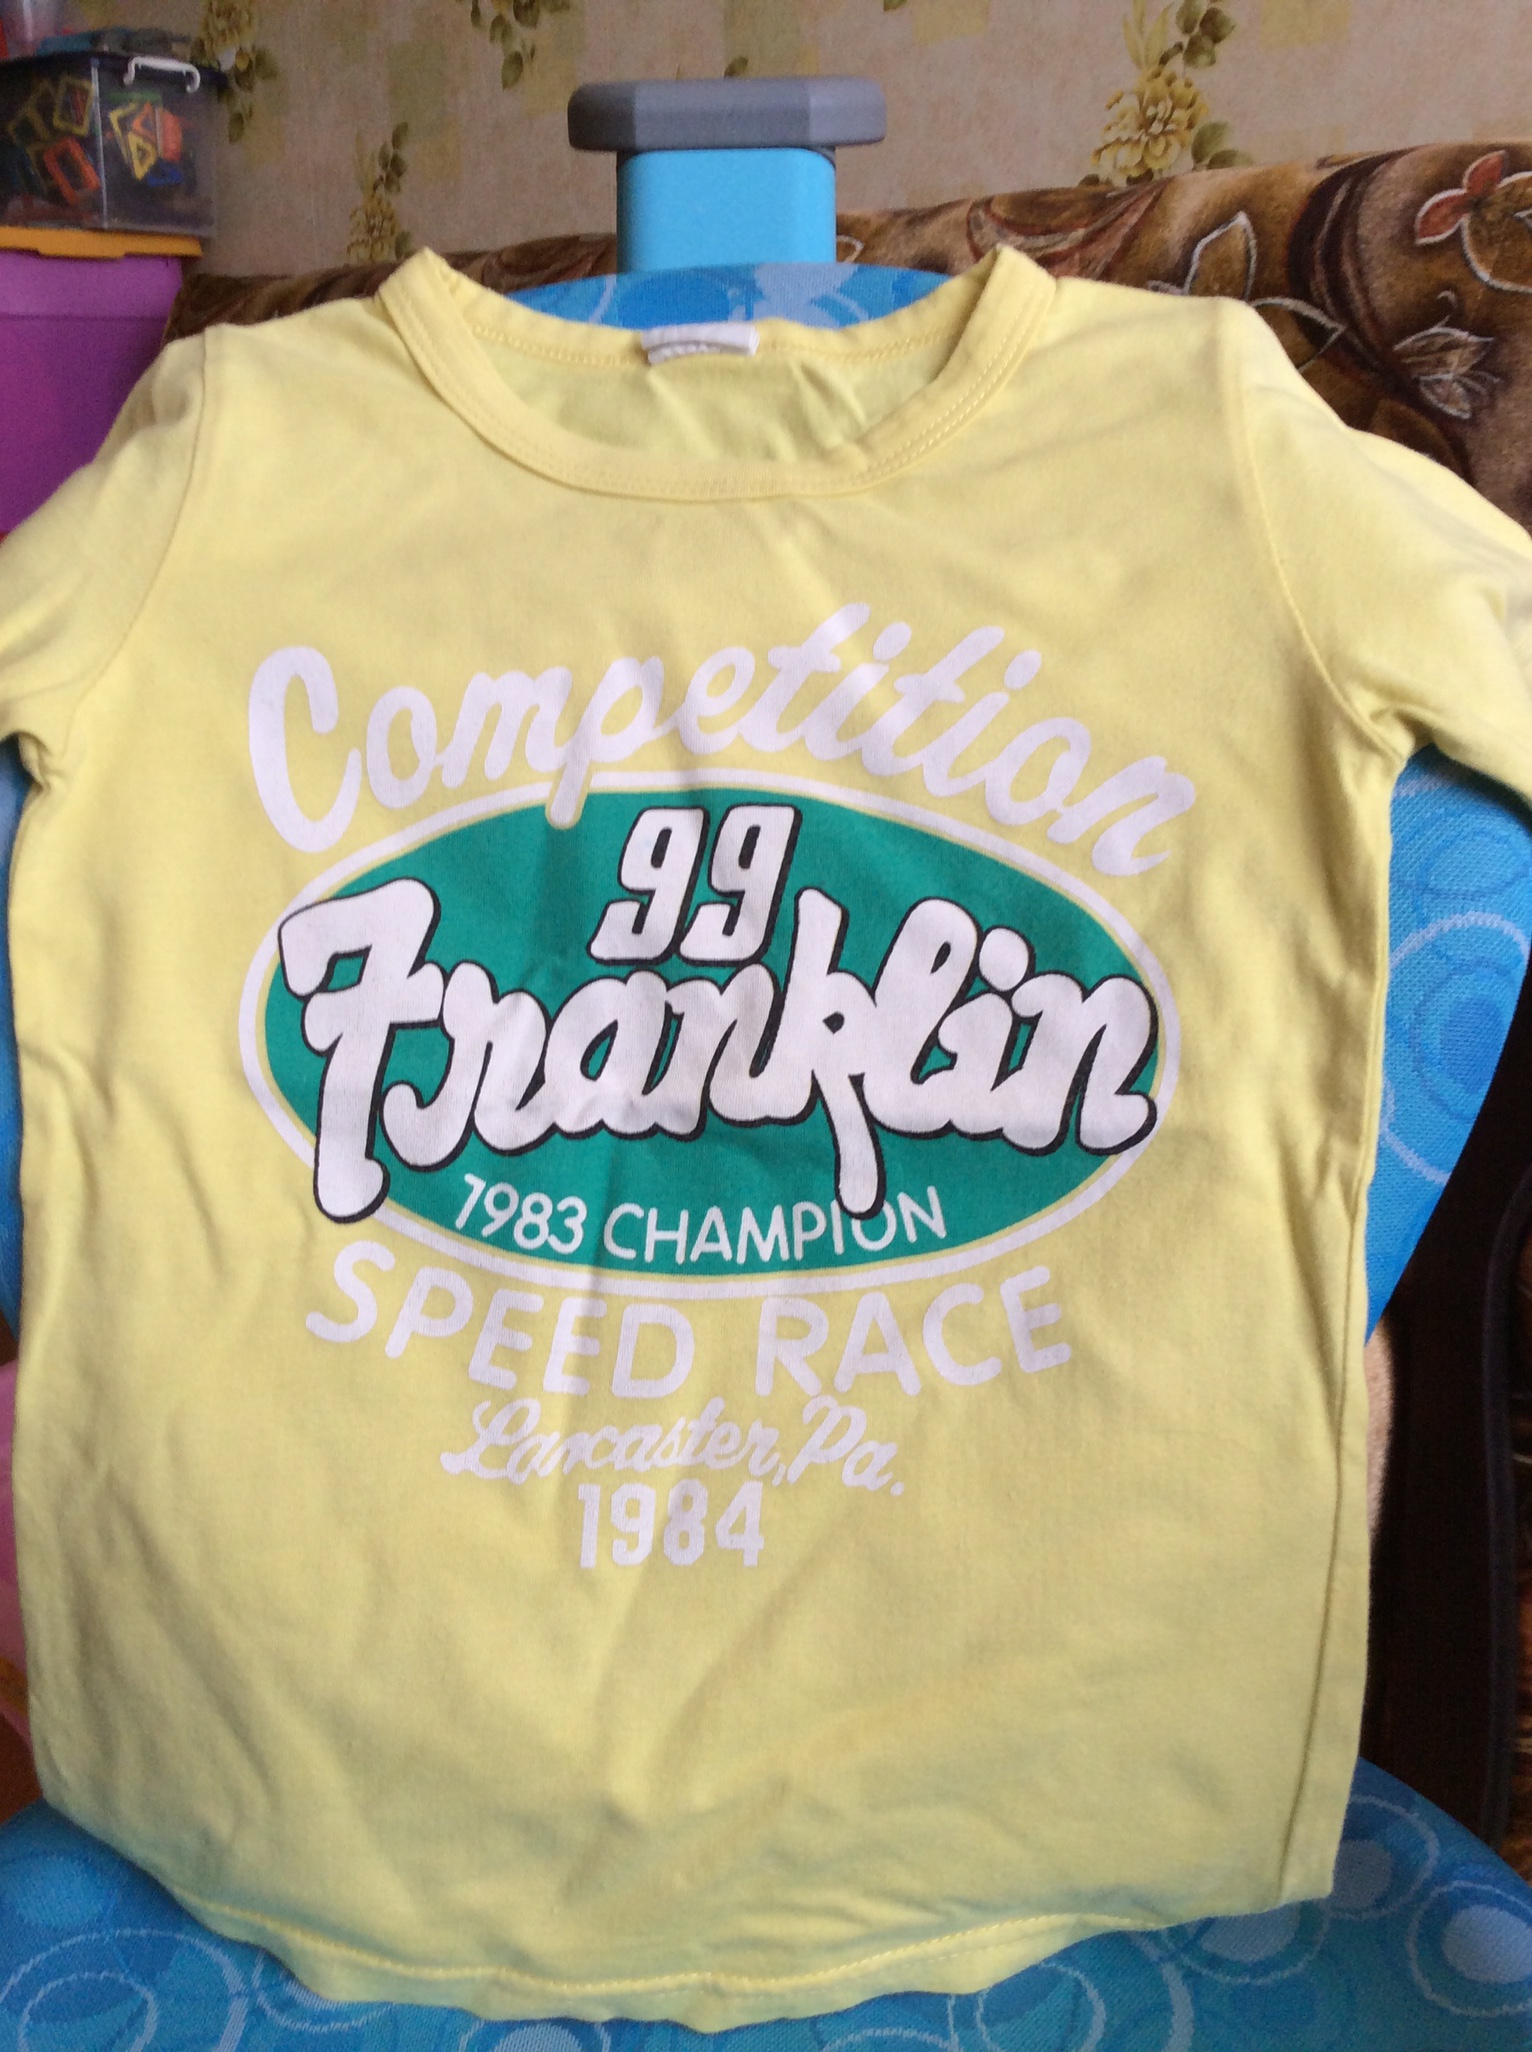 Competition
99
Franklin
1983 CHAMPION
SPEED RACE
Lancaster, Pa.
1984